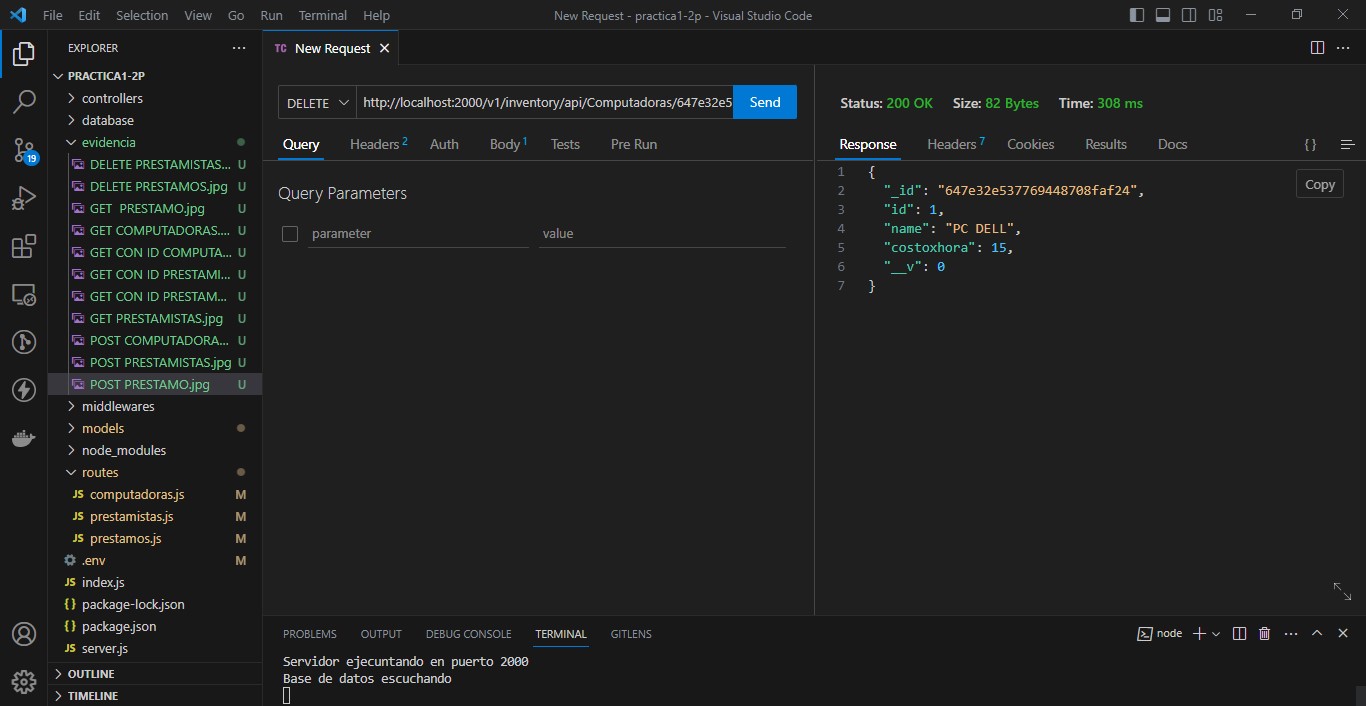 File Edit Selection View Go Run Terminal Help
New Request - practica1-2p - Visual Studio Code
EXPLORER
PRACTICA1-2P
controllers
database
evidencia
DELETE PRESTAMISTAS... U
DELETE PRESTAMOS.jpg U
GET  PRESTAMO.jpg U
GET COMPUTADORAS.... U
GET CON ID COMPUTA... U
GET CON ID PRESTAMI... U
GET CON ID PRESTAM... U
GET PRESTAMISTAS.jpg U
POST COMPUTADORA... U
POST PRESTAMISTAS.jpg U
POST PRESTAMO.jpg U
middlewares
models
node_modules
routes
JS computadoras.js M
JS prestamistas.js M
JS prestamos.js M
.env M
JS index.js
{} package-lock.json
{} package.json
JS server.js
OUTLINE
TIMELINE
19
TC New Request
DELETE http://localhost:2000/v1/inventory/api/Computadoras/647e32e5 Send
Query Headers 2 Auth Body 1 Tests Pre Run
Query Parameters
parameter value
Status: 200 OK Size: 82 Bytes Time: 308 ms
Response Headers 7 Cookies Results Docs {}
Copy
1 {
2 "_id": "647e32e537769448708faf24",
3 "id": 1,
4 "name": "PC DELL",
5 "costoxhora": 15,
6 "__v": 0
7 }
PROBLEMS OUTPUT DEBUG CONSOLE TERMINAL GITLENS
node
Servidor ejecuntando en puerto 2000
Base de datos escuchando